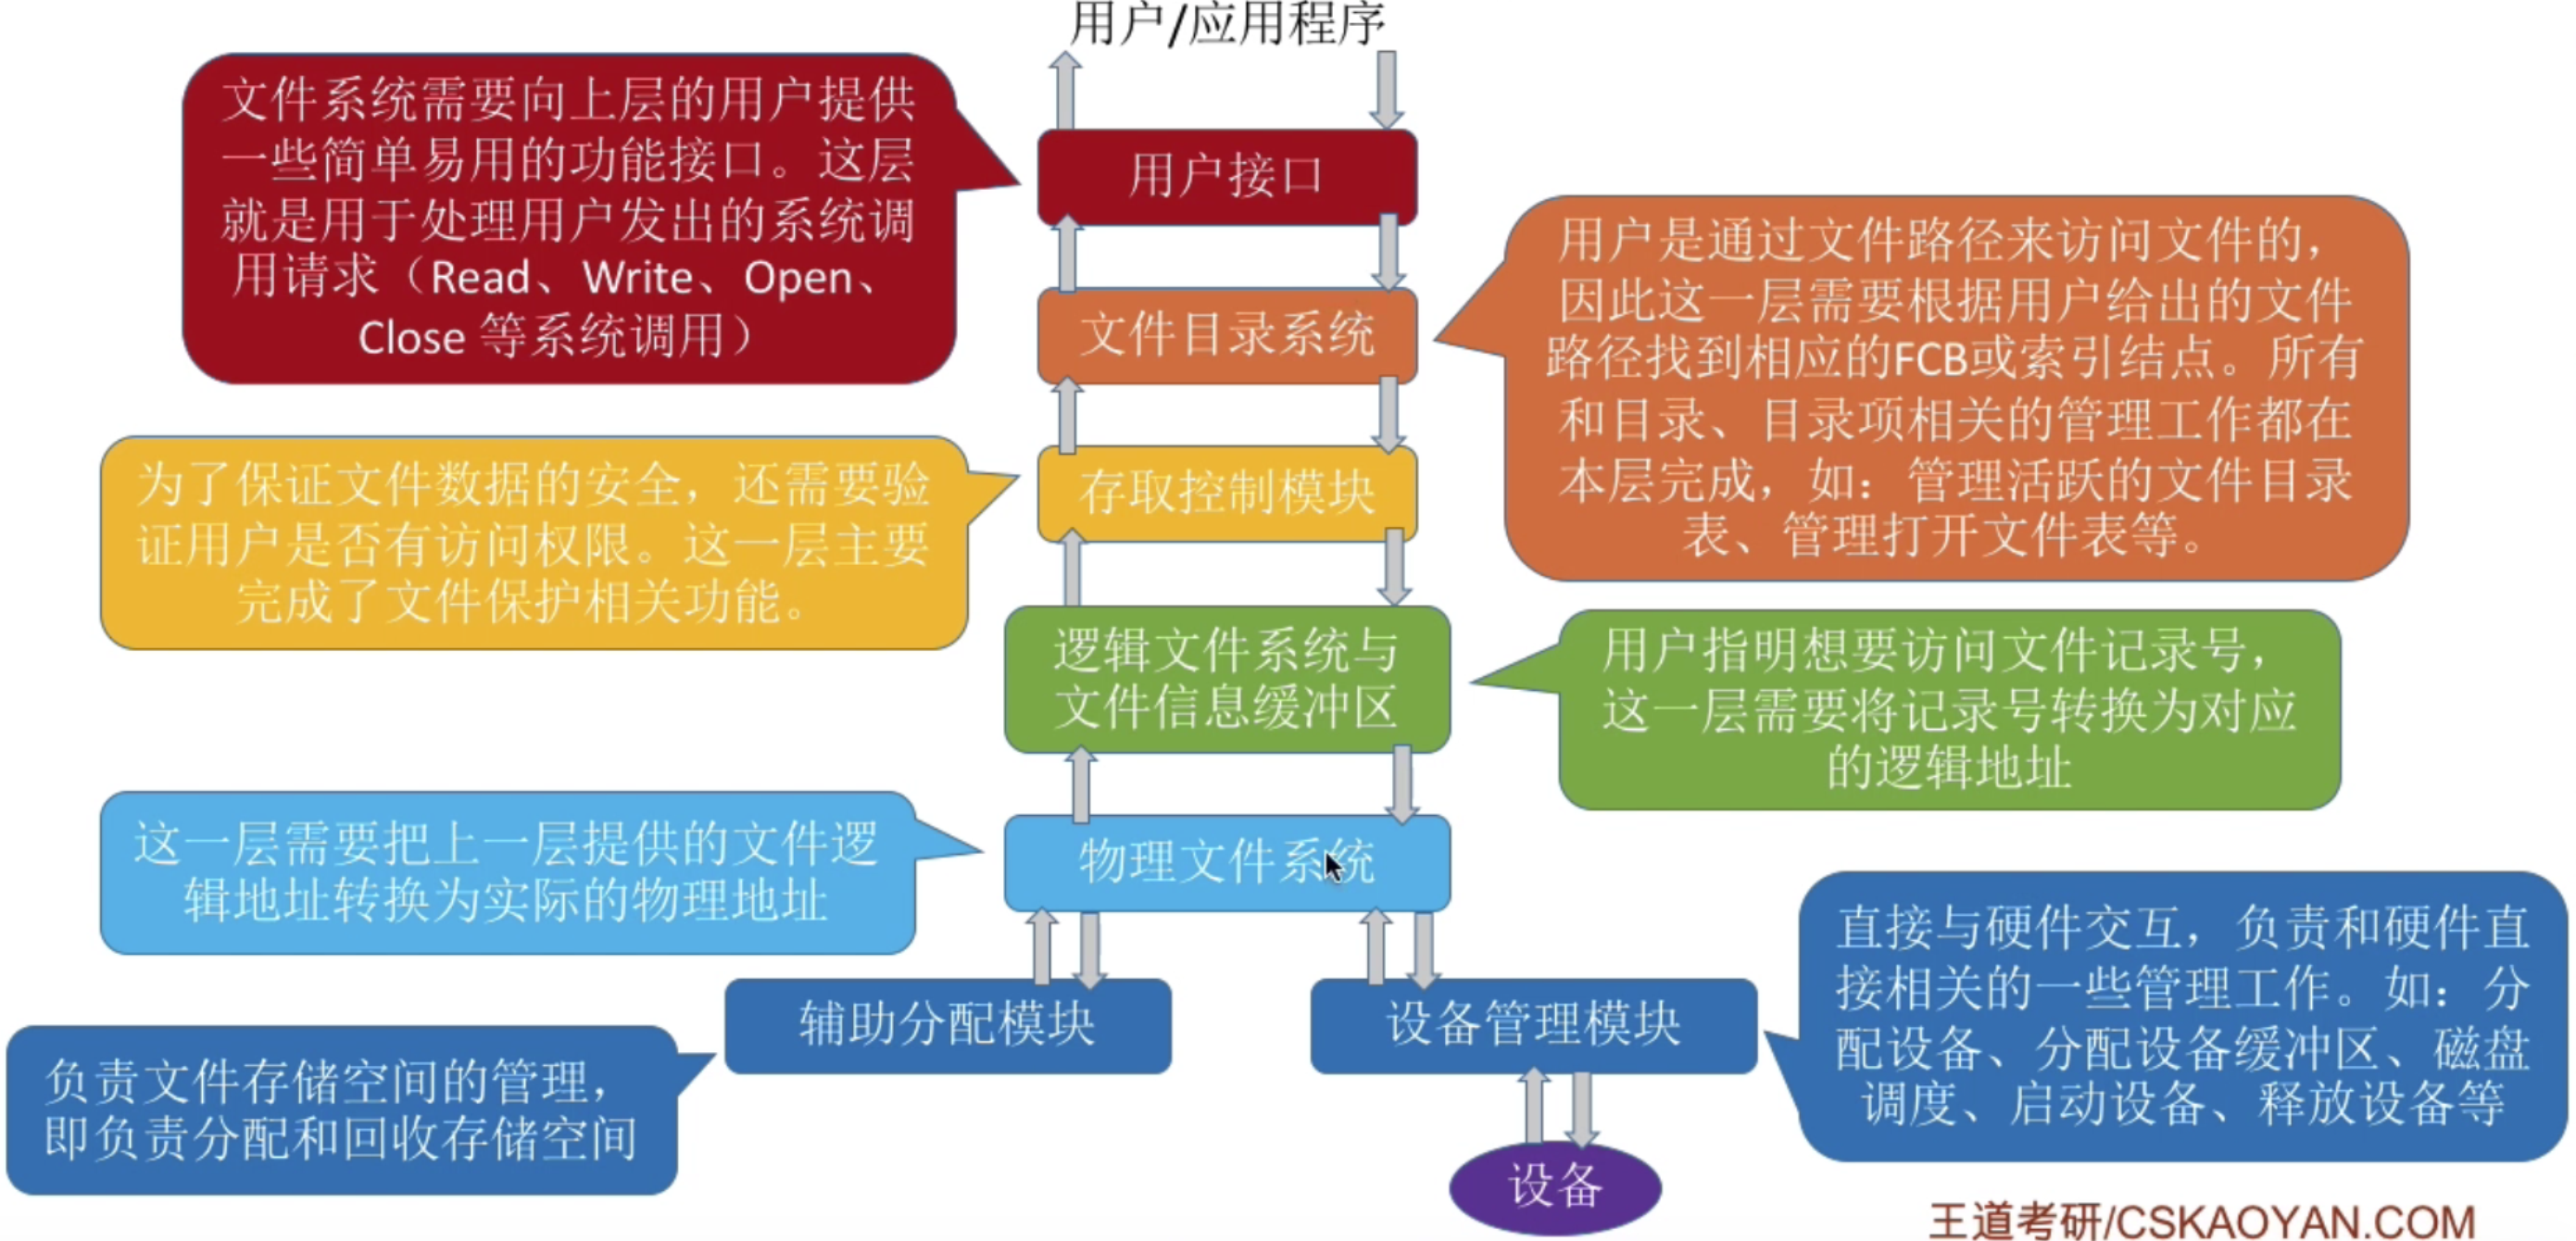 用户/应用程序
文件系统需要向上层的用户提供
一些简单易用的功能接口。这层
就是用于处理用户发出的系统调
用请求（Read、Write、Open、
Close 等系统调用）
用户接口
用户是通过文件路径来访问文件的，
因此这一层需要根据用户给出的文件
路径找到相应的FCB或索引结点。所有
和目录、目录项相关的管理工作都在
本层完成，如：管理活跃的文件目录
表、管理打开文件表等。
文件目录系统
为了保证文件数据的安全，还需要验
证用户是否有访问权限。这一层主要
完成了文件保护相关功能。
存取控制模块
逻辑文件系统与
文件信息缓冲区
用户指明想要访问文件记录号，
这一层需要将记录号转换为对应
的逻辑地址
这一层需要把上一层提供的文件逻
辑地址转换为实际的物理地址
物理文件系统
辅助分配模块
设备管理模块
直接与硬件交互，负责和硬件直
接相关的一些管理工作。如：分
配设备、分配设备缓冲区、磁盘
调度、启动设备、释放设备等
负责文件存储空间的管理，
即负责分配和回收存储空间
设备
王道考研/CSKAOYAN.COM